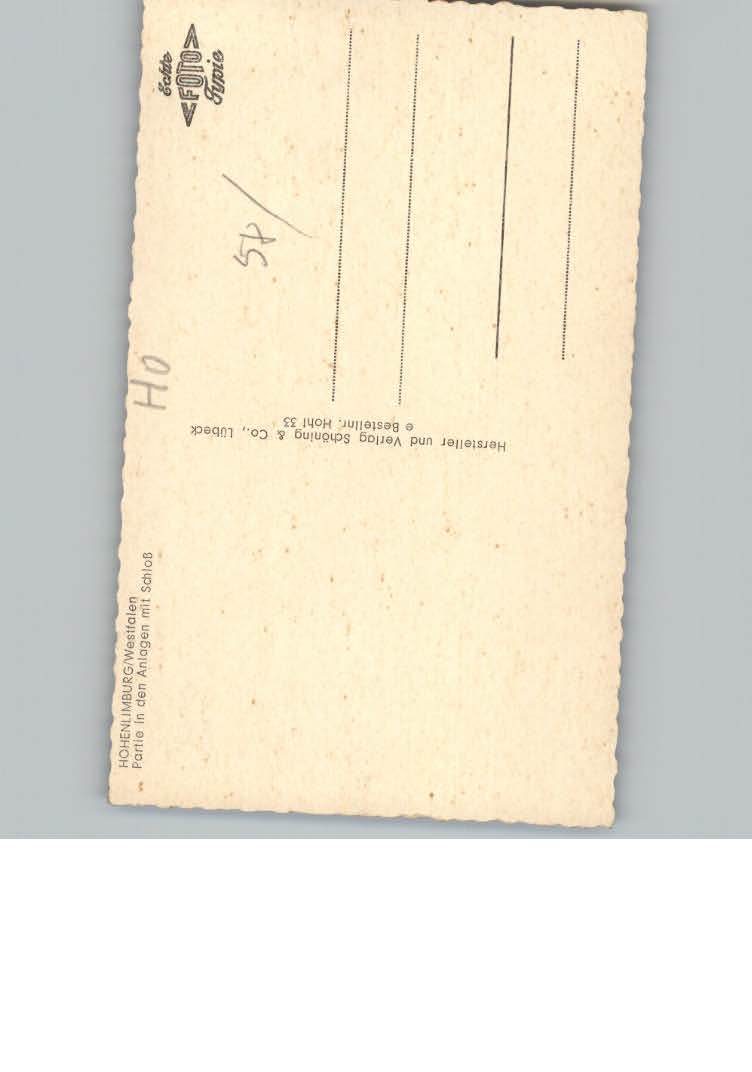 HOHENLIMBURG/Westfalen
Partie in den Anlagen mit Schloß
HO
58/
Echte
FOTO
Typie
Hersteller und Verlag Schöning & Co., Lübeck
e Bestellnr. Hohl 33